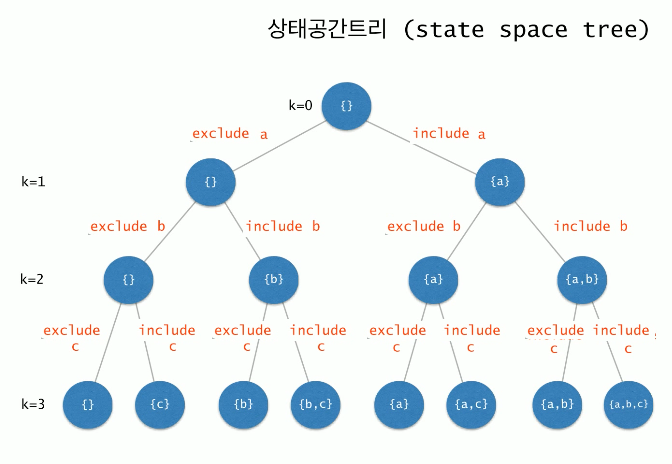 상태공간트리 (state space tree)
k=0 {}
exclude a include a
k=1 {} {a}
exclude b include b exclude b include b
k=2 {} {b} {a} {a,b}
exclude include exclude include exclude include exclude include
c c c c c c c c
k=3 {} {c} {b} {b,c} {a} {a,c} {a,b} {a,b,c}